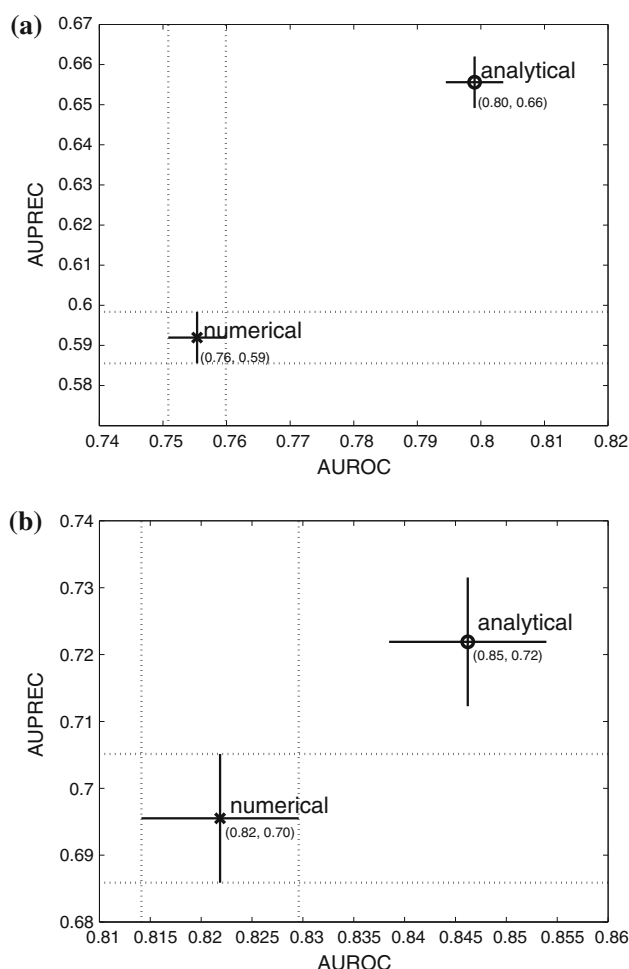 (a)
0.67
0.66
0.65
0.64
0.63
0.62
0.61
0.6
0.59
0.58
AUPREC
analytical
(0.80, 0.66)
numerical
(0.76, 0.59)
0.74 0.75 0.76 0.77 0.78 0.79 0.8 0.81 0.82
AUROC
(b)
0.74
0.73
0.72
0.71
0.7
0.69
0.68
AUPREC
analytical
(0.85, 0.72)
numerical
(0.82, 0.70)
0.81 0.815 0.82 0.825 0.83 0.835 0.84 0.845 0.85 0.855 0.86
AUROC